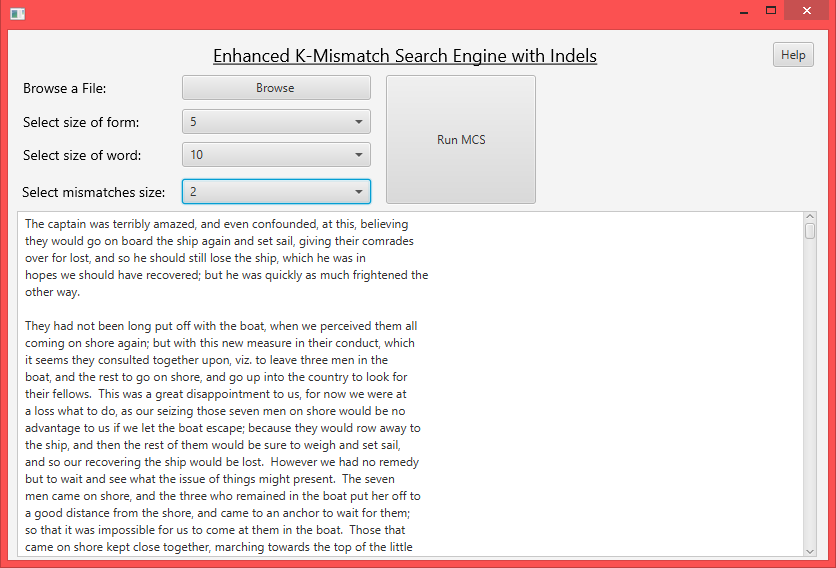 Enhanced K-Mismatch Search Engine with Indels
Help
Browse a File:
Browse
Select size of form:
5
Run MCS
Select size of word:
10
Select mismatches size:
2
The captain was terribly amazed, and even confounded, at this, believing
they would go on board the ship again and set sail, giving their comrades
over for lost, and so he should still lose the ship, which he was in
hopes we should have recovered; but he was quickly as much frightened the
other way.
They had not been long put off with the boat, when we perceived them all
coming on shore again; but with this new measure in their conduct, which
it seems they consulted together upon, viz. to leave three men in the
boat, and the rest to go on shore, and go up into the country to look for
their fellows.  This was a great disappointment to us, for now we were at
a loss what to do, as our seizing those seven men on shore would be no
advantage to us if we let the boat escape; because they would row away to
the ship, and then the rest of them would be sure to weigh and set sail,
and so our recovering the ship would be lost.  However we had no remedy
but to wait and see what the issue of things might present.  The seven
men came on shore, and the three who remained in the boat put her off to
a good distance from the shore, and came to an anchor to wait for them;
so that it was impossible for us to come at them in the boat.  Those that
came on shore kept close together, marching towards the top of the little